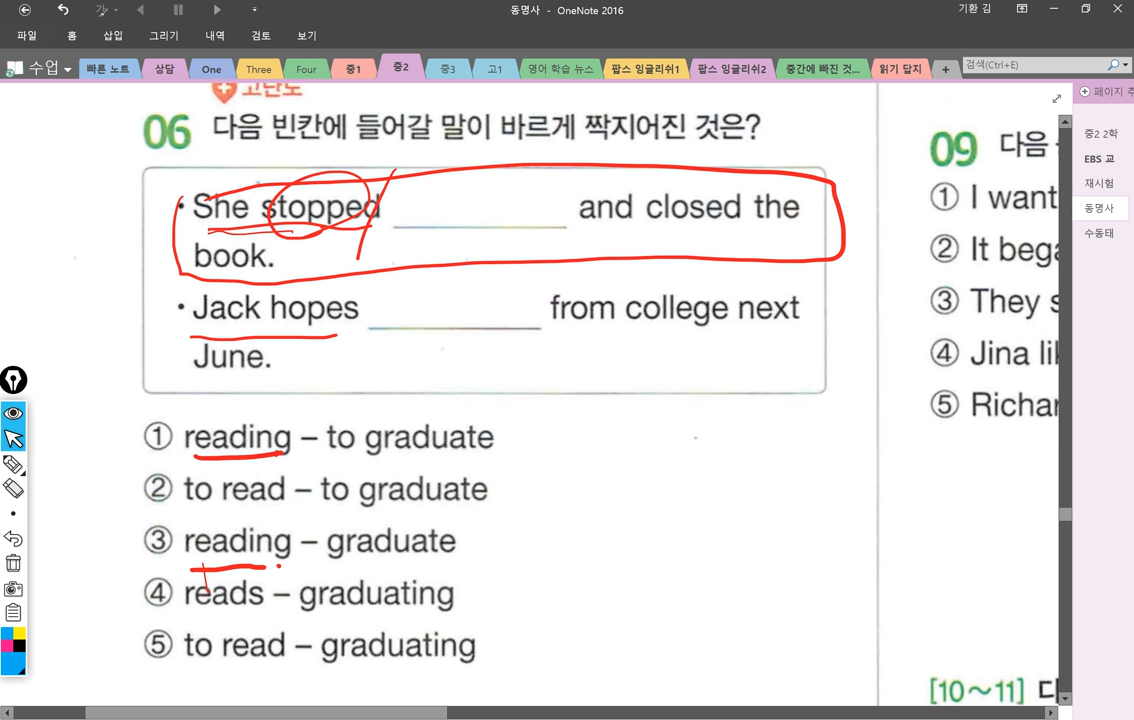 동명사 - OneNote 2016
기환 김
파일 홈 삽입 그리기 내역 검토 보기
수업 빠른 노트 상담 One Three Four 중1 중2 중3 고1 영어 학습 뉴스 팝스 잉글리쉬1 팝스 잉글리쉬2 중간에 빠진 것... 읽기 답지 +
검색(Ctrl+E)
고난도
06 다음 빈칸에 들어갈 말이 바르게 짝지어진 것은?
• She stopped ________ and closed the
book.
• Jack hopes ________ from college next
June.
① reading – to graduate
② to read – to graduate
③ reading – graduate
④ reads – graduating
⑤ to read – graduating
09 다음
① I want
② It bega
③ They s
④ Jina li
⑤ Richar
[10~11] 다
페이지 추
중2 2학
EBS 교
재시험
동명사
수동태